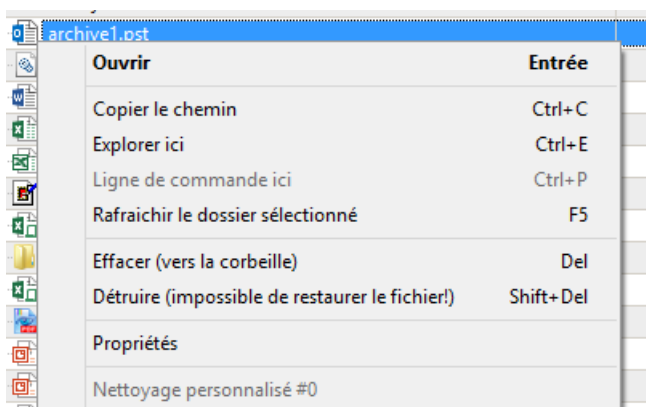 archive1.pst
Ouvrir Entrée
Copier le chemin Ctrl+C
Explorer ici Ctrl+E
Ligne de commande ici Ctrl+P
Rafraichir le dossier sélectionné F5
Effacer (vers la corbeille) Del
Détruire (impossible de restaurer le fichier!) Shift+Del
Propriétés
Nettoyage personnalisé #0